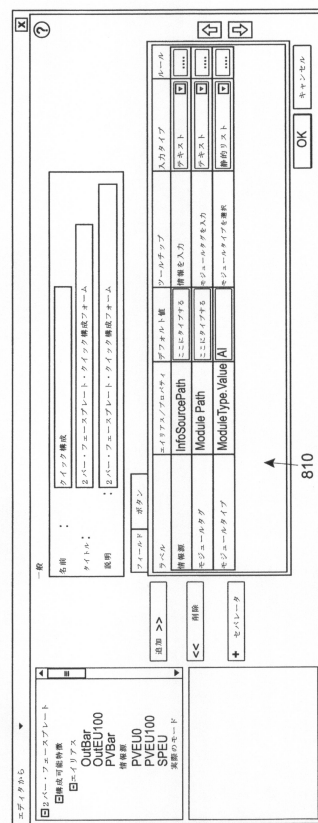 エディタから ▼
X
?
2バー・フェースプレート
構成可能特徴
エイリアス
OutBar
OutEU100
PVBar
情報源
PVEU0
PVEU100
SPEU
実際のモード
一般
名前 : クイック構成
タイトル : 2バー・フェースプレート・クイック構成フォーム
説明 : 2バー・フェースプレート・クイック構成フォーム
追加 >>
<< 削除
+ セパレータ
フィールド ボタン
ラベル エイリアス/プロパティ デフォルト値 ツールチップ 入力タイプ ルール
情報源 InfoSourcePath ここにタイプする 情報を入力 テキスト ▼ ....
モジュールタグ Module Path ここにタイプする モジュールタグを入力 テキスト ▼ ....
モジュールタイプ ModuleType.Value AI モジュールタイプを選択 静的リスト ▼ ....
810
OK
キャンセル